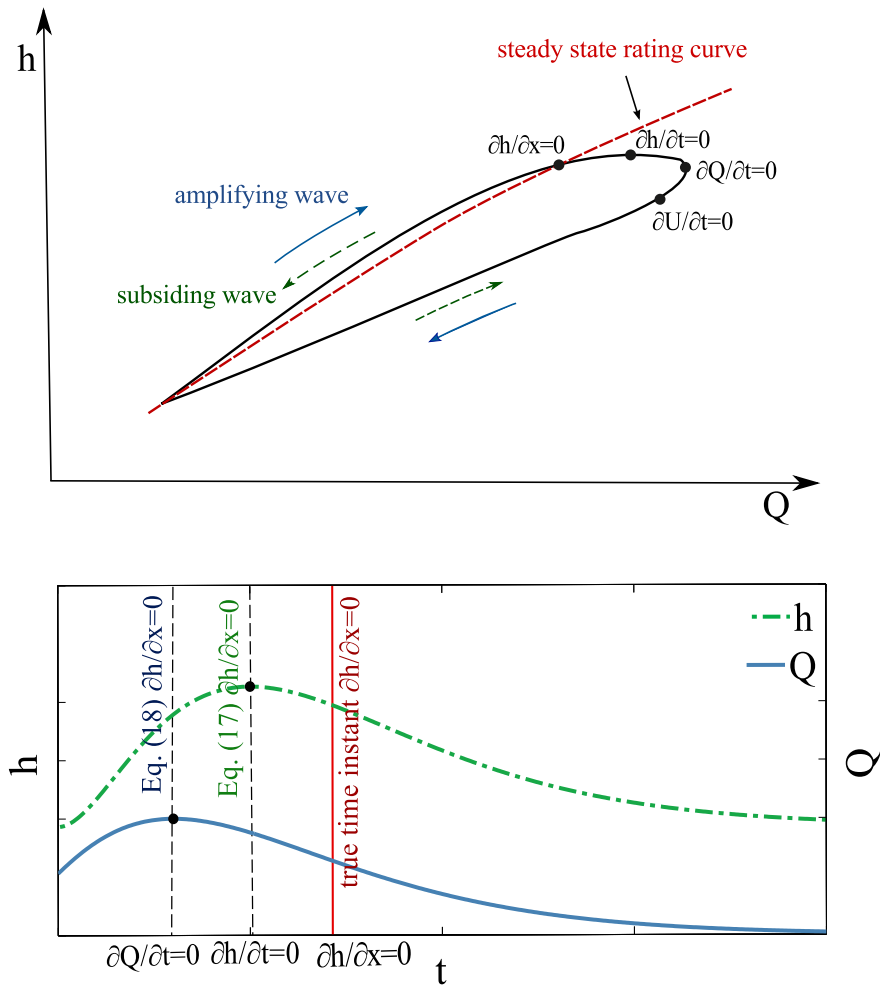 h
steady state rating curve
∂h/∂x=0
∂h/∂t=0
∂Q/∂t=0
∂U/∂t=0
amplifying wave
subsiding wave
Q
Eq. (18) ∂h/∂x=0
Eq. (17) ∂h/∂x=0
true time instant ∂h/∂x=0
h
Q
h
Q
∂Q/∂t=0
∂h/∂t=0
∂h/∂x=0
t